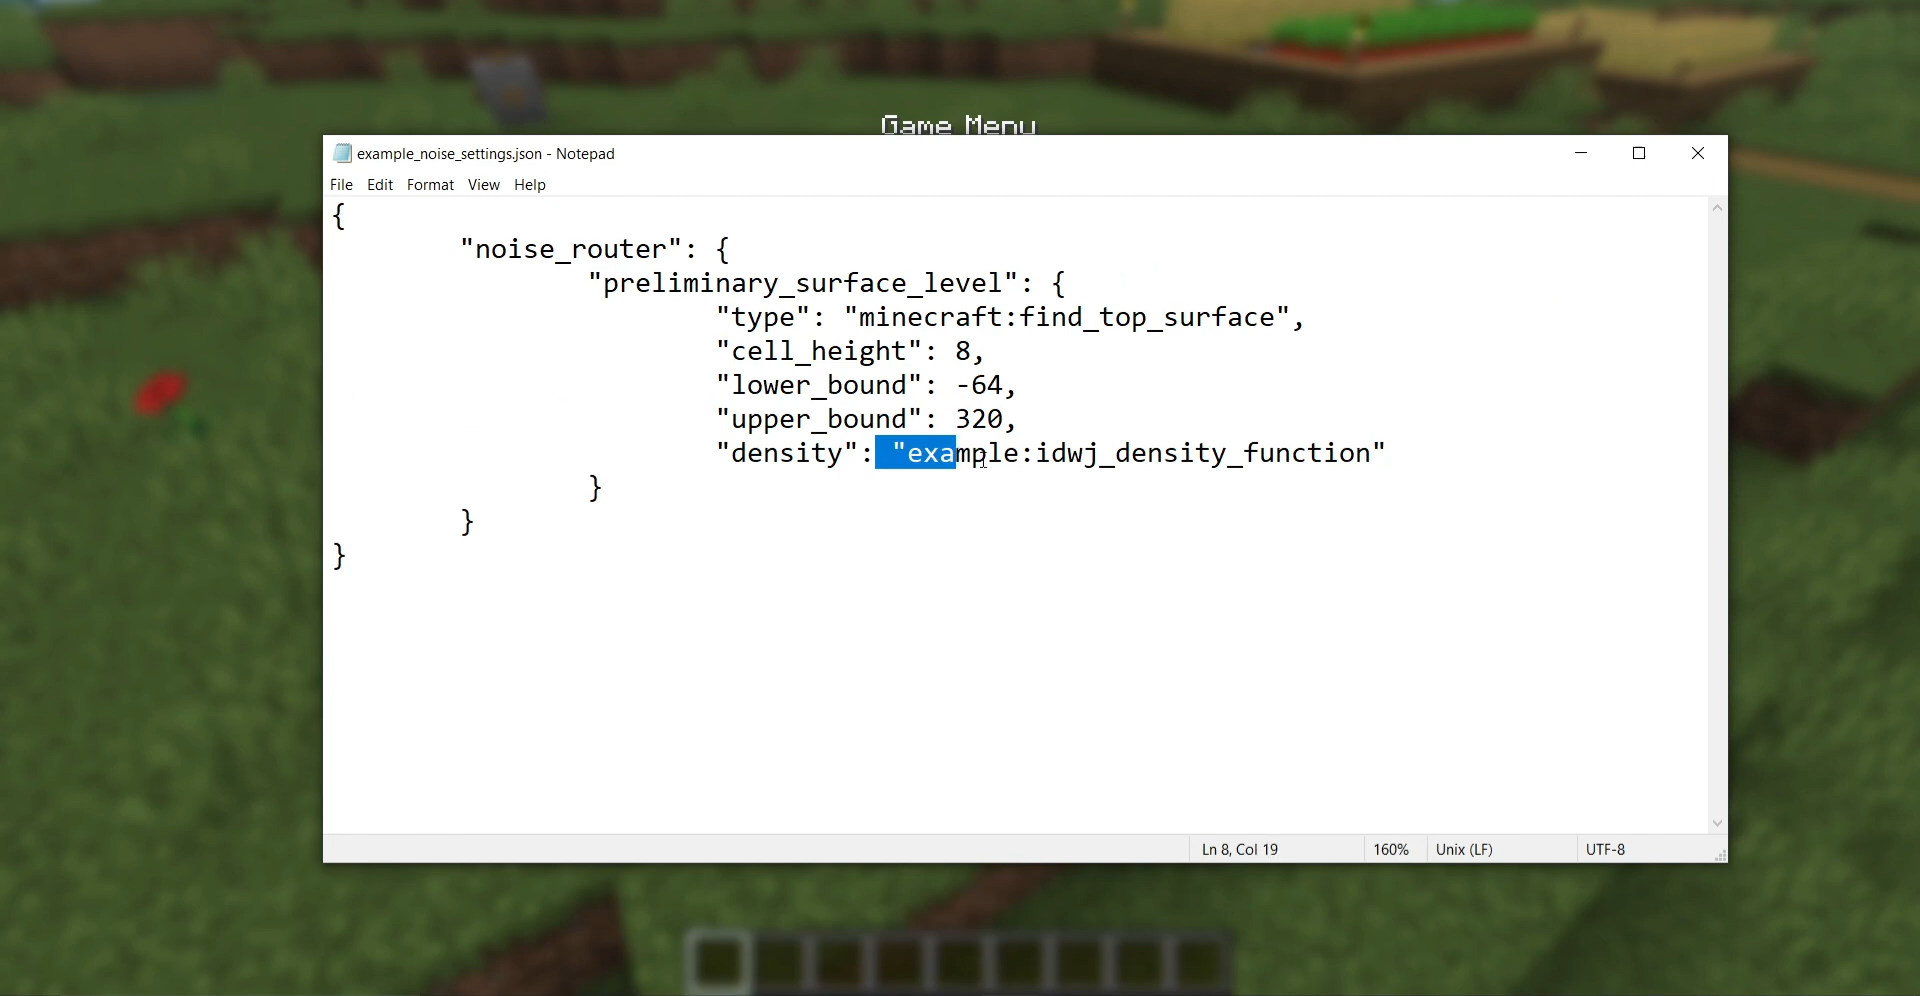 Game Menu
example_noise_settings.json - Notepad
File Edit Format View Help
{
"noise_router": {
"preliminary_surface_level": {
"type": "minecraft:find_top_surface",
"cell_height": 8,
"lower_bound": -64,
"upper_bound": 320,
"density": "example:idwj_density_function"
}
}
}
Ln 8, Col 19 160% Unix (LF) UTF-8